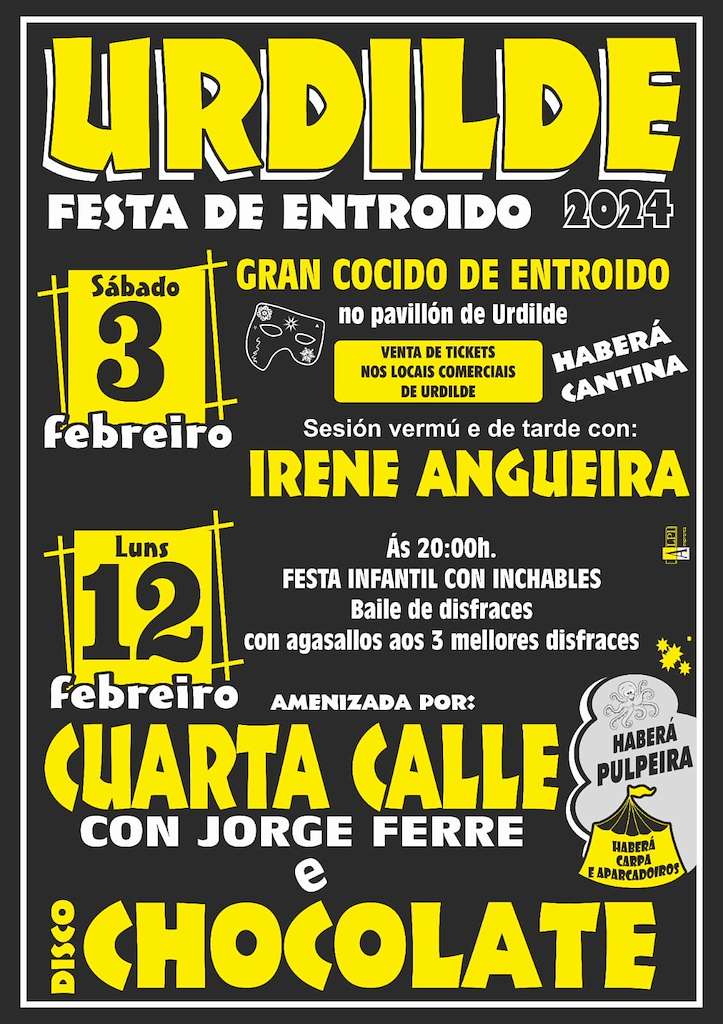 URDILDE
FESTA DE ENTROIDO 2024
Sábado
3
febreiro
GRAN COCIDO DE ENTROIDO
no pavillón de Urdilde
VENTA DE TICKETS
NOS LOCAIS COMERCIAIS
DE URDILDE
HABERÁ
CANTINA
Sesión vermú e de tarde con:
IRENE ANGUEIRA
Luns
12
febreiro
Ás 20:00h.
FESTA INFANTIL CON INCHABLES
Baile de disfraces
con agasallos aos 3 mellores disfraces
AMENIZADA POR:
CUARTA CALLE
CON JORGE FERRE
e
DISCO CHOCOLATE
HABERÁ
PULPEIRA
HABERÁ
CARPA
E APARCADOIROS